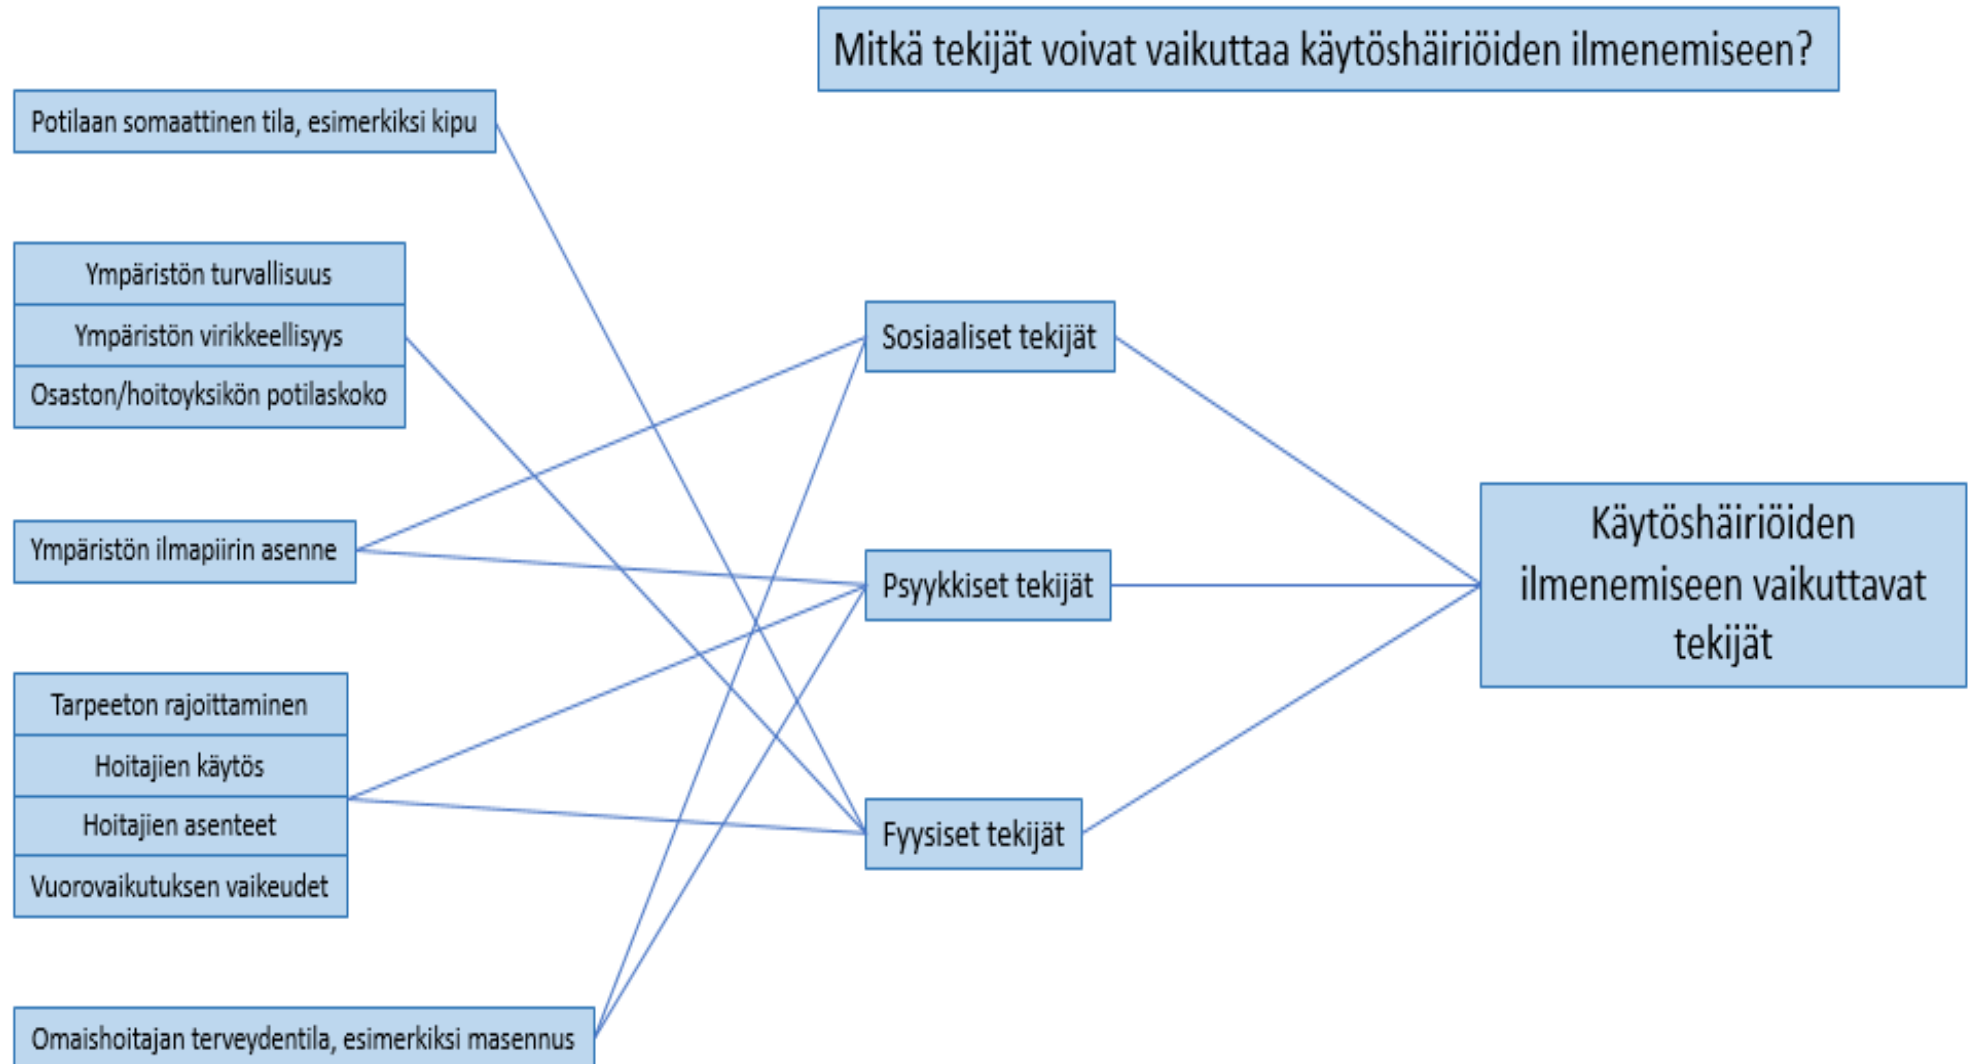 Mitkä tekijät voivat vaikuttaa käytöshäiriöiden ilmenemiseen?
Potilaan somaattinen tila, esimerkiksi kipu
Ympäristön turvallisuus
Ympäristön virikkeellisyys
Osaston/hoitoyksikön potilaskoko
Ympäristön ilmapiirin asenne
Tarpeeton rajoittaminen
Hoitajien käytös
Hoitajien asenteet
Vuorovaikutuksen vaikeudet
Omaishoitajan terveydentila, esimerkiksi masennus
Sosiaaliset tekijät
Psyykkiset tekijät
Fyysiset tekijät
Käytöshäiriöiden
ilmenemiseen vaikuttavat
tekijät